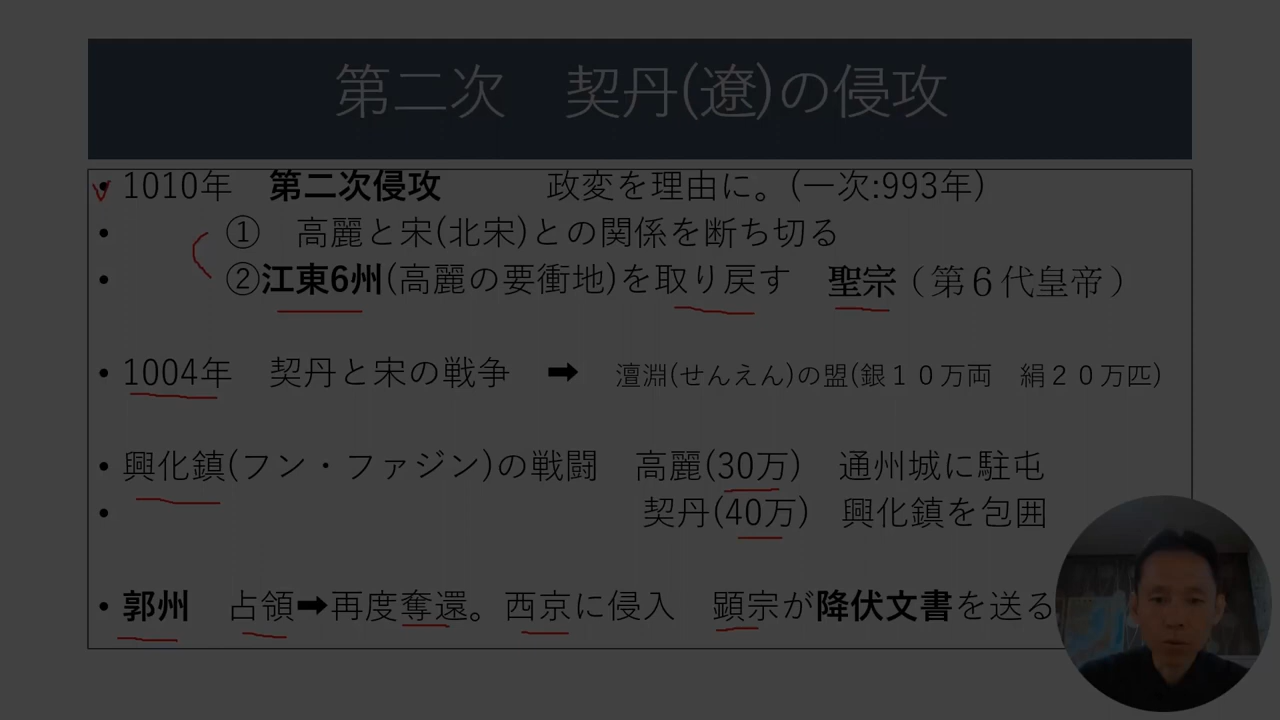 第二次　契丹(遼)の侵攻
• 1010年　第二次侵攻　　　政変を理由に。(一次:993年)
• ①　高麗と宋(北宋)との関係を断ち切る
• ②江東6州(高麗の要衝地)を取り戻す　聖宗（第６代皇帝）
• 1004年　契丹と宋の戦争　➡　澶淵(せんえん)の盟(銀１０万両　絹２０万匹)
• 興化鎮(フン・ファジン)の戦闘　高麗(30万)　通州城に駐屯
• 契丹(40万)　興化鎮を包囲
• 郭州　占領➡再度奪還。西京に侵入　顕宗が降伏文書を送る